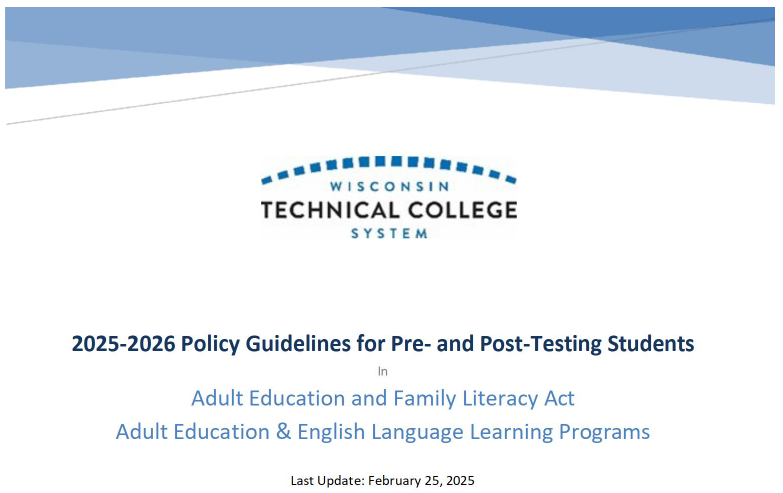 WISCONSIN
TECHNICAL COLLEGE
SYSTEM
2025-2026 Policy Guidelines for Pre- and Post-Testing Students
In
Adult Education and Family Literacy Act
Adult Education & English Language Learning Programs
Last Update: February 25, 2025